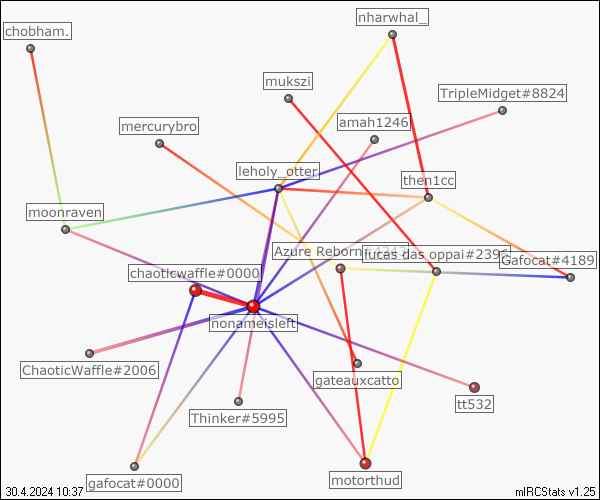 nharwhal_
chobham.
mukszi
TripleMidget#8824
mercurybro
amah1246
leholy_otter
then1cc
moonraven
Azure Reborn
lucas das oppai#239
Gafocat#4189
chaoticwaffle#0000
nonameisleft
ChaoticWaffle#2006
gateauxcatto
tt532
Thinker#5995
gafocat#0000
motorthud
30.4.2024 10:37
mIRCStats v1.25